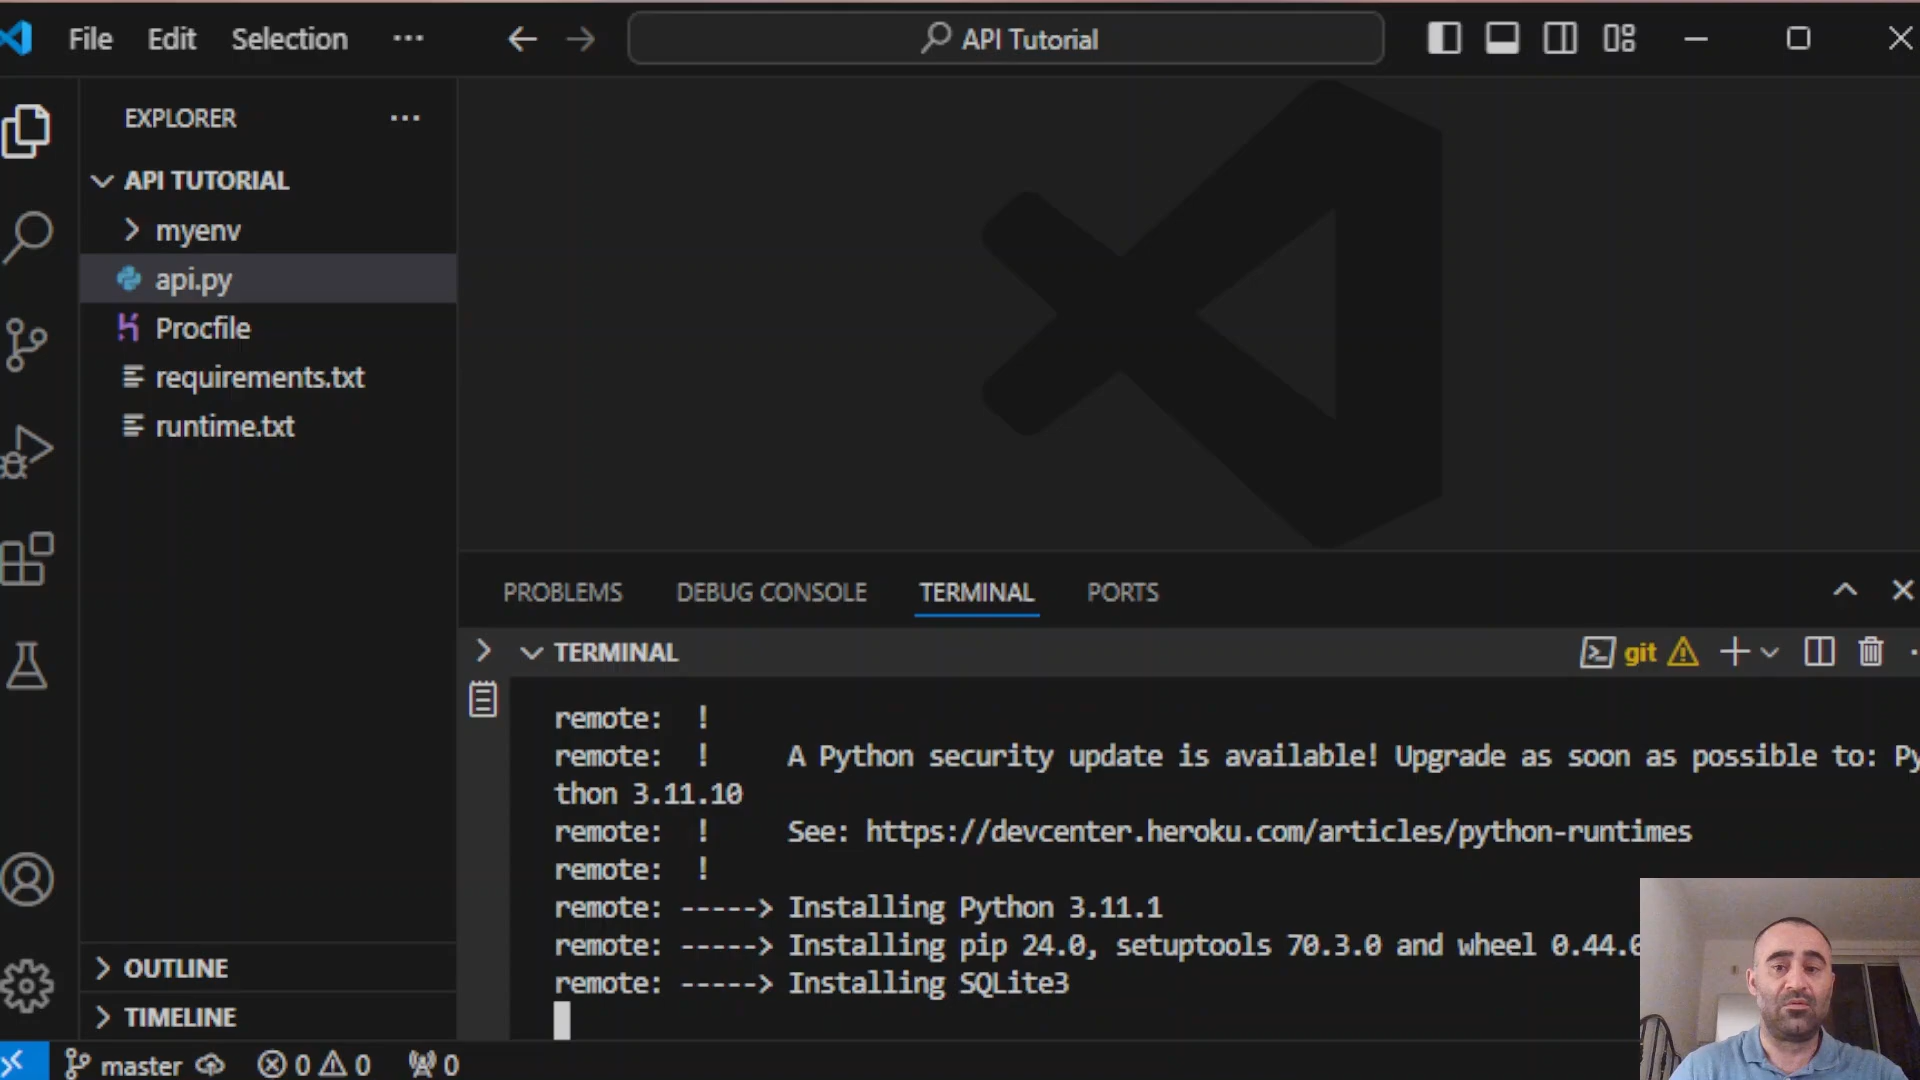 File Edit Selection ··· API Tutorial
EXPLORER ···
API TUTORIAL
myenv
api.py
Procfile
requirements.txt
runtime.txt
PROBLEMS DEBUG CONSOLE TERMINAL PORTS
TERMINAL git
remote: !
remote: ! A Python security update is available! Upgrade as soon as possible to: Py
thon 3.11.10
remote: ! See: https://devcenter.heroku.com/articles/python-runtimes
remote: !
remote: -----> Installing Python 3.11.1
remote: -----> Installing pip 24.0, setuptools 70.3.0 and wheel 0.44.0
remote: -----> Installing SQLite3
OUTLINE
TIMELINE
master 0 0 0